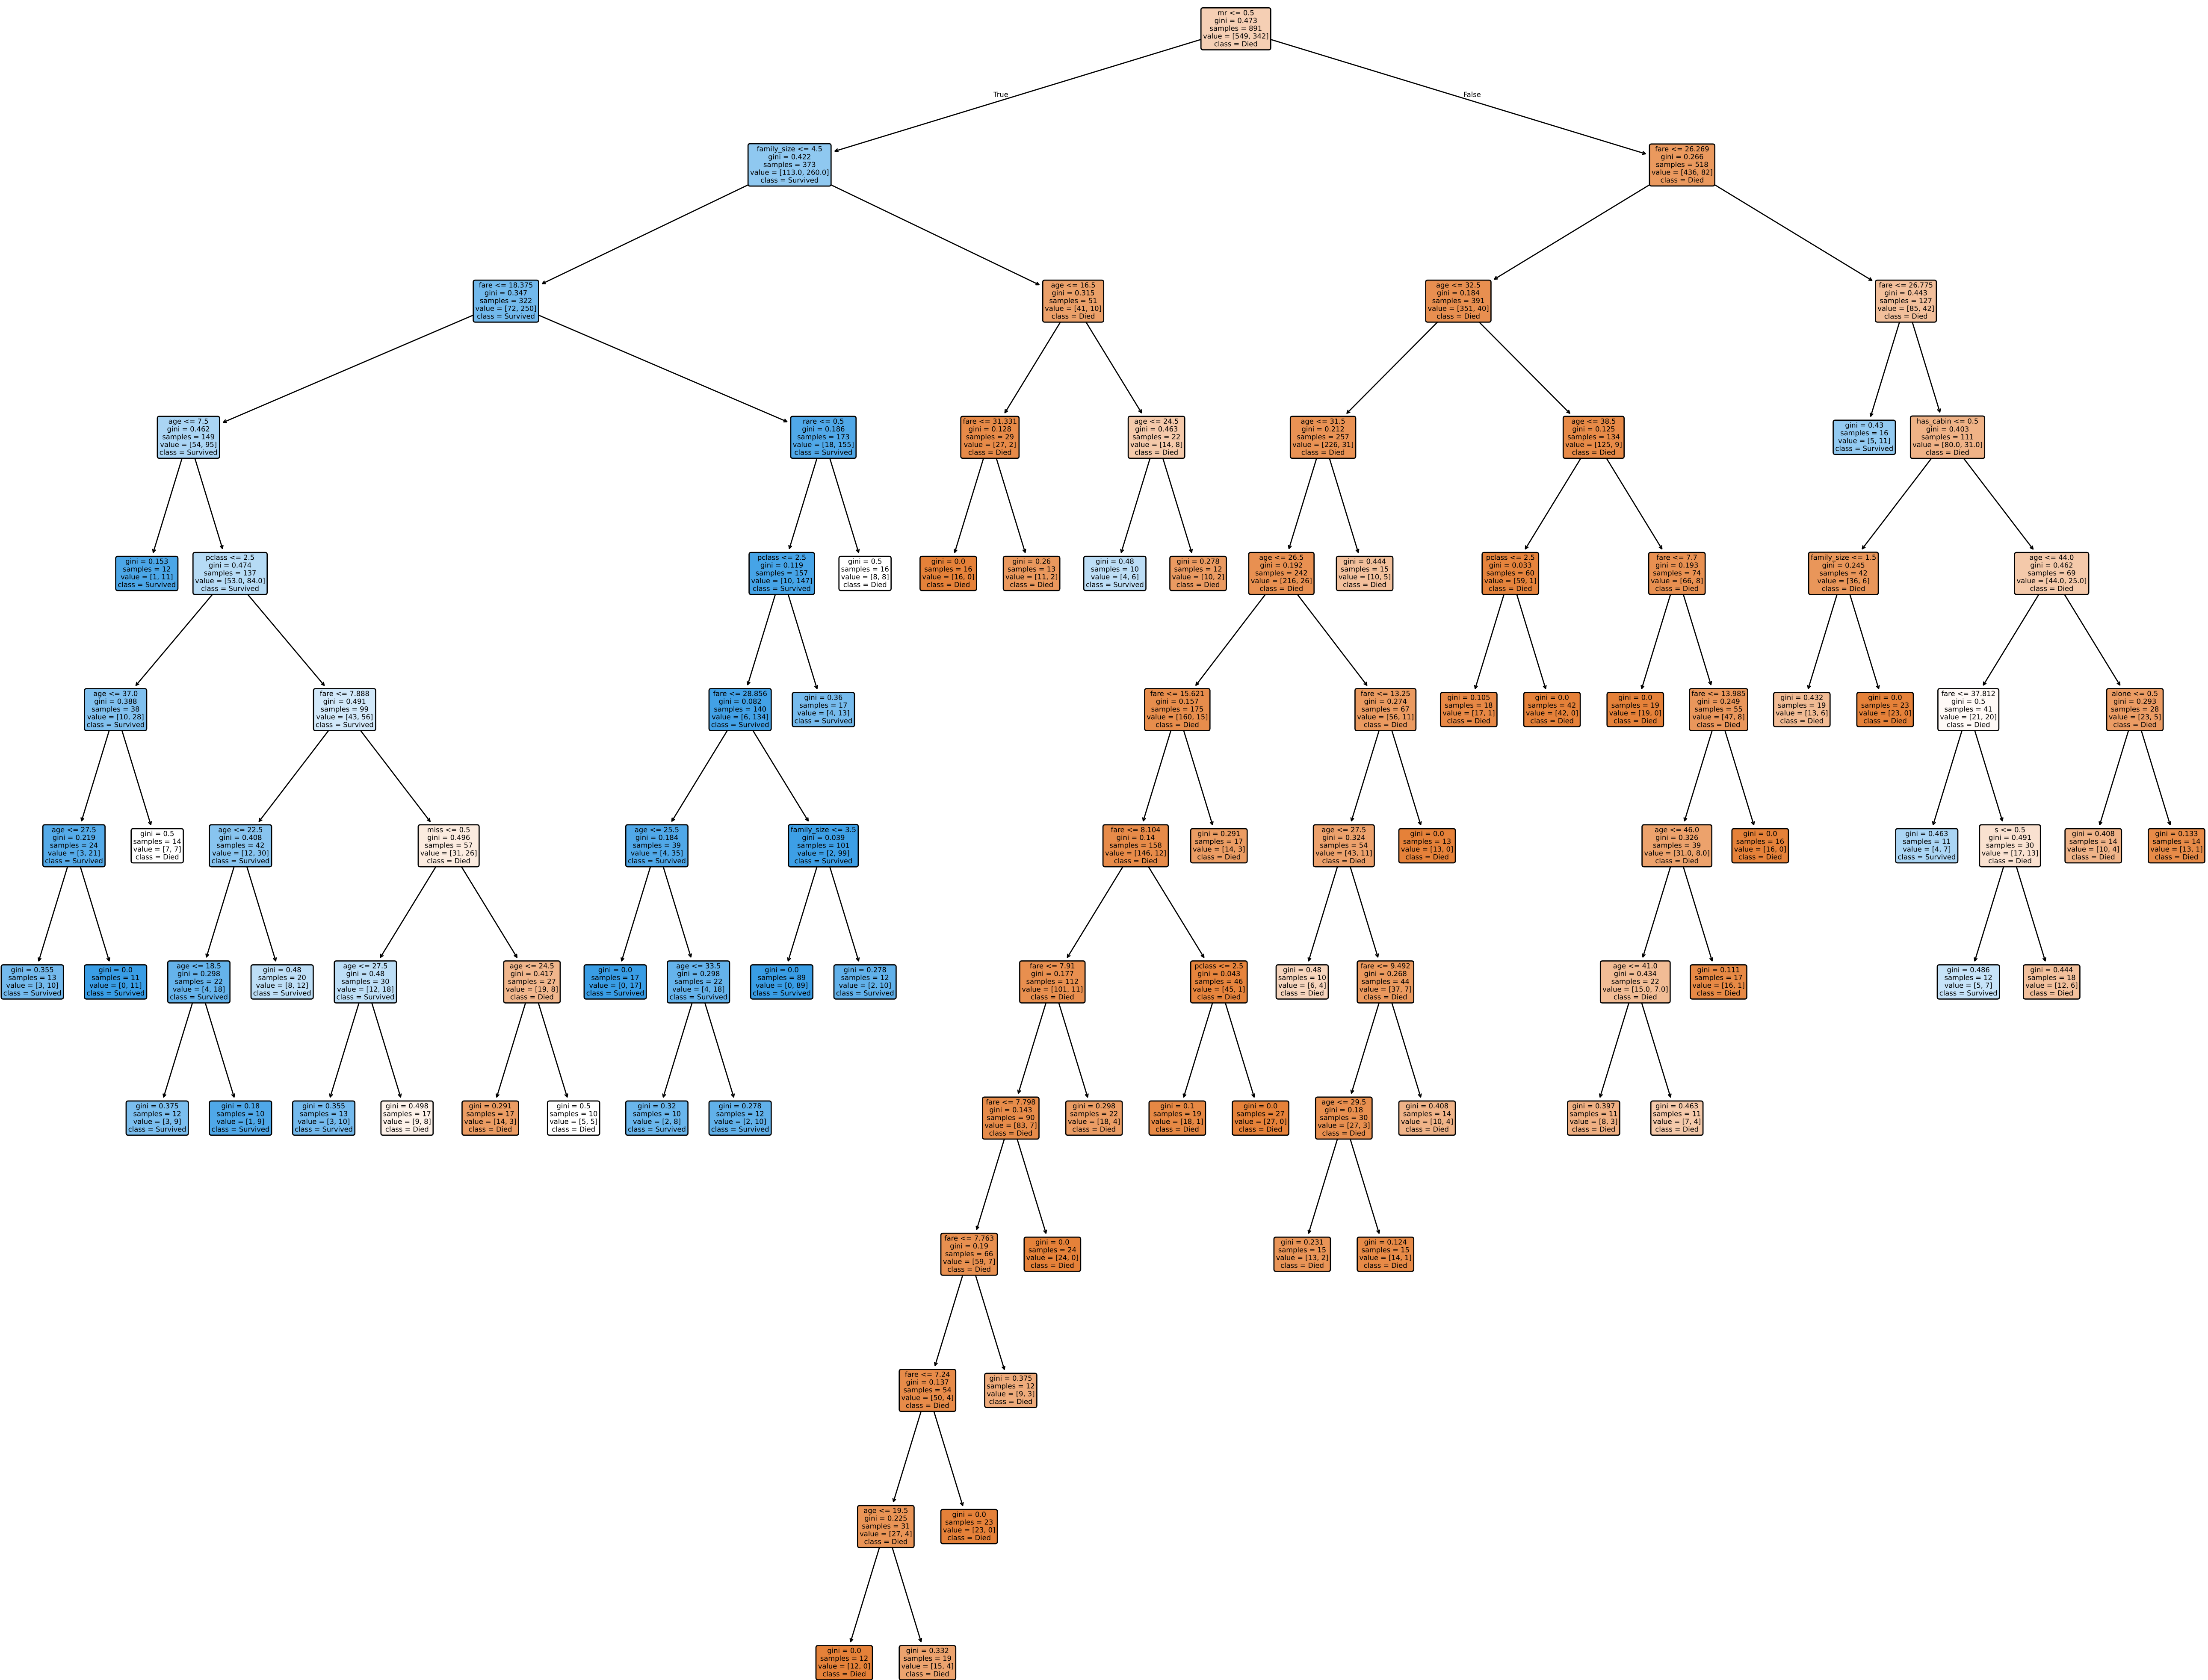 mr <= 0.5
gini = 0.473
samples = 891
value = [549, 342]
class = Died
True
False
family_size <= 4.5
gini = 0.422
samples = 373
value = [113.0, 260.0]
class = Survived
fare <= 26.269
gini = 0.266
samples = 518
value = [436, 82]
class = Died
fare <= 18.375
gini = 0.347
samples = 322
value = [72, 250]
class = Survived
age <= 16.5
gini = 0.315
samples = 51
value = [41, 10]
class = Died
age <= 32.5
gini = 0.184
samples = 391
value = [351, 40]
class = Died
fare <= 26.775
gini = 0.443
samples = 127
value = [85, 42]
class = Died
age <= 7.5
gini = 0.462
samples = 149
value = [54, 95]
class = Survived
rare <= 0.5
gini = 0.186
samples = 173
value = [18, 155]
class = Survived
fare <= 31.331
gini = 0.128
samples = 29
value = [27, 2]
class = Died
age <= 24.5
gini = 0.463
samples = 22
value = [14, 8]
class = Died
age <= 31.5
gini = 0.212
samples = 257
value = [226, 31]
class = Died
age <= 38.5
gini = 0.125
samples = 134
value = [125, 9]
class = Died
gini = 0.43
samples = 16
value = [5, 11]
class = Survived
has_cabin <= 0.5
gini = 0.403
samples = 111
value = [80.0, 31.0]
class = Died
gini = 0.153
samples = 12
value = [1, 11]
class = Survived
pclass <= 2.5
gini = 0.474
samples = 137
value = [53.0, 84.0]
class = Survived
pclass <= 2.5
gini = 0.119
samples = 157
value = [10, 147]
class = Survived
gini = 0.5
samples = 16
value = [8, 8]
class = Died
gini = 0.0
samples = 16
value = [16, 0]
class = Died
gini = 0.26
samples = 13
value = [11, 2]
class = Died
gini = 0.48
samples = 10
value = [4, 6]
class = Survived
gini = 0.278
samples = 12
value = [10, 2]
class = Died
age <= 26.5
gini = 0.192
samples = 242
value = [216, 26]
class = Died
gini = 0.444
samples = 15
value = [10, 5]
class = Died
pclass <= 2.5
gini = 0.033
samples = 60
value = [59, 1]
class = Died
fare <= 7.7
gini = 0.193
samples = 74
value = [66, 8]
class = Died
family_size <= 1.5
gini = 0.245
samples = 42
value = [36, 6]
class = Died
age <= 44.0
gini = 0.462
samples = 69
value = [44.0, 25.0]
class = Died
age <= 37.0
gini = 0.388
samples = 38
value = [10, 28]
class = Survived
fare <= 7.888
gini = 0.491
samples = 99
value = [43, 56]
class = Survived
fare <= 28.856
gini = 0.082
samples = 140
value = [6, 134]
class = Survived
gini = 0.36
samples = 17
value = [4, 13]
class = Survived
fare <= 15.621
gini = 0.157
samples = 175
value = [160, 15]
class = Died
fare <= 13.25
gini = 0.274
samples = 67
value = [56, 11]
class = Died
gini = 0.105
samples = 18
value = [17, 1]
class = Died
gini = 0.0
samples = 42
value = [42, 0]
class = Died
gini = 0.0
samples = 19
value = [19, 0]
class = Died
fare <= 13.985
gini = 0.249
samples = 55
value = [47, 8]
class = Died
gini = 0.432
samples = 19
value = [13, 6]
class = Died
gini = 0.0
samples = 23
value = [23, 0]
class = Died
fare <= 37.812
gini = 0.5
samples = 41
value = [21, 20]
class = Died
alone <= 0.5
gini = 0.293
samples = 28
value = [23, 5]
class = Died
age <= 27.5
gini = 0.219
samples = 24
value = [3, 21]
class = Survived
gini = 0.5
samples = 14
value = [7, 7]
class = Died
age <= 22.5
gini = 0.408
samples = 42
value = [12, 30]
class = Survived
miss <= 0.5
gini = 0.496
samples = 57
value = [31, 26]
class = Died
age <= 25.5
gini = 0.184
samples = 39
value = [4, 35]
class = Survived
family_size <= 3.5
gini = 0.039
samples = 101
value = [2, 99]
class = Survived
fare <= 8.104
gini = 0.14
samples = 158
value = [146, 12]
class = Died
gini = 0.291
samples = 17
value = [14, 3]
class = Died
age <= 27.5
gini = 0.324
samples = 54
value = [43, 11]
class = Died
gini = 0.0
samples = 13
value = [13, 0]
class = Died
age <= 46.0
gini = 0.326
samples = 39
value = [31.0, 8.0]
class = Died
gini = 0.0
samples = 16
value = [16, 0]
class = Died
gini = 0.463
samples = 11
value = [4, 7]
class = Survived
s <= 0.5
gini = 0.491
samples = 30
value = [17, 13]
class = Died
gini = 0.408
samples = 14
value = [10, 4]
class = Died
gini = 0.133
samples = 14
value = [13, 1]
class = Died
gini = 0.355
samples = 13
value = [3, 10]
class = Survived
gini = 0.0
samples = 11
value = [0, 11]
class = Survived
age <= 18.5
gini = 0.298
samples = 22
value = [4, 18]
class = Survived
gini = 0.48
samples = 20
value = [8, 12]
class = Survived
age <= 27.5
gini = 0.48
samples = 30
value = [12, 18]
class = Survived
age <= 24.5
gini = 0.417
samples = 27
value = [19, 8]
class = Died
gini = 0.0
samples = 17
value = [0, 17]
class = Survived
age <= 33.5
gini = 0.298
samples = 22
value = [4, 18]
class = Survived
gini = 0.0
samples = 89
value = [0, 89]
class = Survived
gini = 0.278
samples = 12
value = [2, 10]
class = Survived
fare <= 7.91
gini = 0.177
samples = 112
value = [101, 11]
class = Died
pclass <= 2.5
gini = 0.043
samples = 46
value = [45, 1]
class = Died
gini = 0.48
samples = 10
value = [6, 4]
class = Died
fare <= 9.492
gini = 0.268
samples = 44
value = [37, 7]
class = Died
age <= 41.0
gini = 0.434
samples = 22
value = [15.0, 7.0]
class = Died
gini = 0.111
samples = 17
value = [16, 1]
class = Died
gini = 0.486
samples = 12
value = [5, 7]
class = Survived
gini = 0.444
samples = 18
value = [12, 6]
class = Died
gini = 0.375
samples = 12
value = [3, 9]
class = Survived
gini = 0.18
samples = 10
value = [1, 9]
class = Survived
gini = 0.355
samples = 13
value = [3, 10]
class = Survived
gini = 0.498
samples = 17
value = [9, 8]
class = Died
gini = 0.291
samples = 17
value = [14, 3]
class = Died
gini = 0.5
samples = 10
value = [5, 5]
class = Died
gini = 0.32
samples = 10
value = [2, 8]
class = Survived
gini = 0.278
samples = 12
value = [2, 10]
class = Survived
fare <= 7.798
gini = 0.143
samples = 90
value = [83, 7]
class = Died
gini = 0.298
samples = 22
value = [18, 4]
class = Died
gini = 0.1
samples = 19
value = [18, 1]
class = Died
gini = 0.0
samples = 27
value = [27, 0]
class = Died
age <= 29.5
gini = 0.18
samples = 30
value = [27, 3]
class = Died
gini = 0.408
samples = 14
value = [10, 4]
class = Died
gini = 0.397
samples = 11
value = [8, 3]
class = Died
gini = 0.463
samples = 11
value = [7, 4]
class = Died
fare <= 7.763
gini = 0.19
samples = 66
value = [59, 7]
class = Died
gini = 0.0
samples = 24
value = [24, 0]
class = Died
gini = 0.231
samples = 15
value = [13, 2]
class = Died
gini = 0.124
samples = 15
value = [14, 1]
class = Died
fare <= 7.24
gini = 0.137
samples = 54
value = [50, 4]
class = Died
gini = 0.375
samples = 12
value = [9, 3]
class = Died
age <= 19.5
gini = 0.225
samples = 31
value = [27, 4]
class = Died
gini = 0.0
samples = 23
value = [23, 0]
class = Died
gini = 0.0
samples = 12
value = [12, 0]
class = Died
gini = 0.332
samples = 19
value = [15, 4]
class = Died